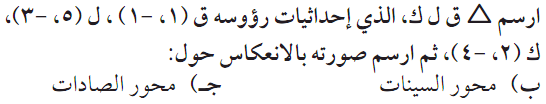 ارسم △ ق ل ك، الذي إحداثيات رؤوسه ق (١، -١)، ل (٥، -٣)،
ك (٢، -٤)، ثم ارسم صورته بالانعكاس حول:
ب) محور السينات جـ) محور الصادات